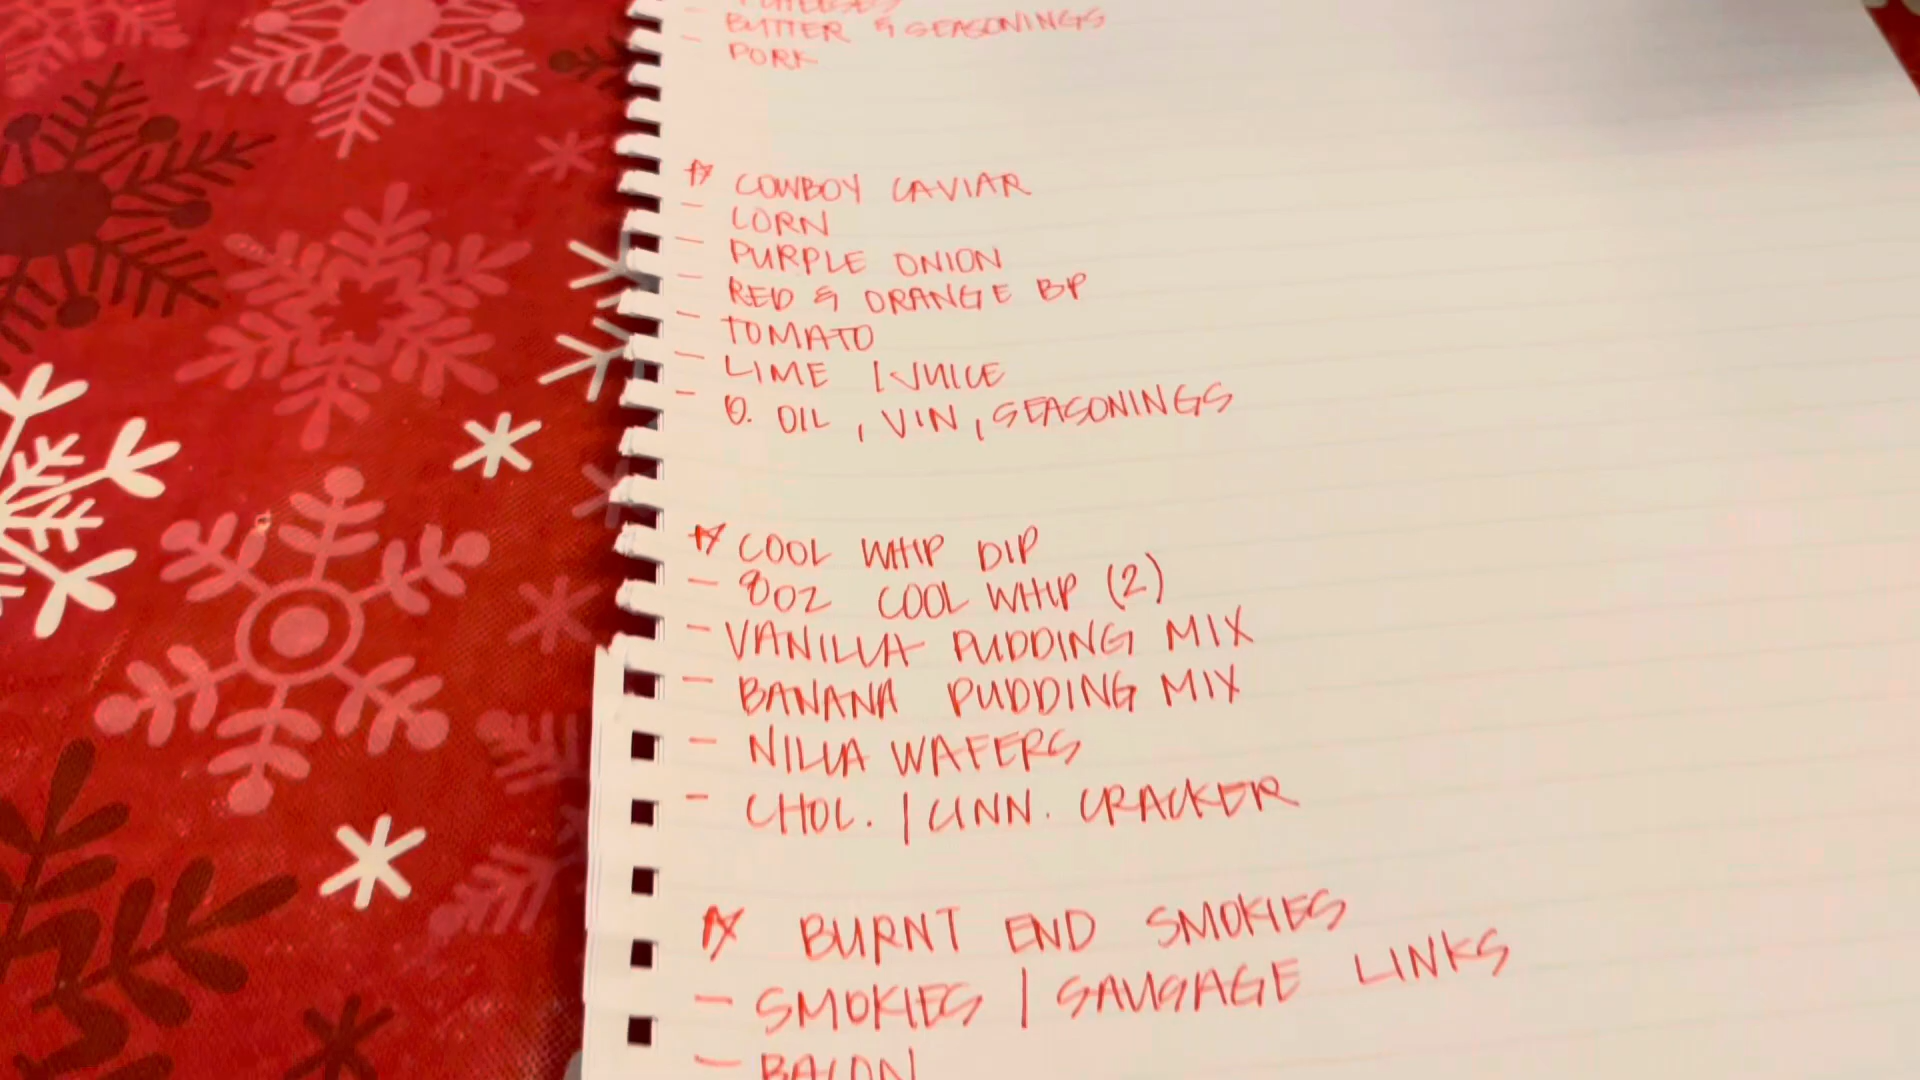 BUTTER & SEASONINGS
- PORK
☆ COWBOY CAVIAR
- CORN
- PURPLE ONION
- RED & ORANGE BP
- TOMATO
- LIME / JUICE
- O. OIL, VIN, SEASONINGS
☆ COOL WHIP DIP
- 8OZ COOL WHIP (2)
- VANILLA PUDDING MIX
- BANANA PUDDING MIX
- NILLA WAFERS
- CHOC. / CINN. CRACKER
☆ BURNT END SMOKIES
- SMOKIES / SAUSAGE LINKS
- BACON